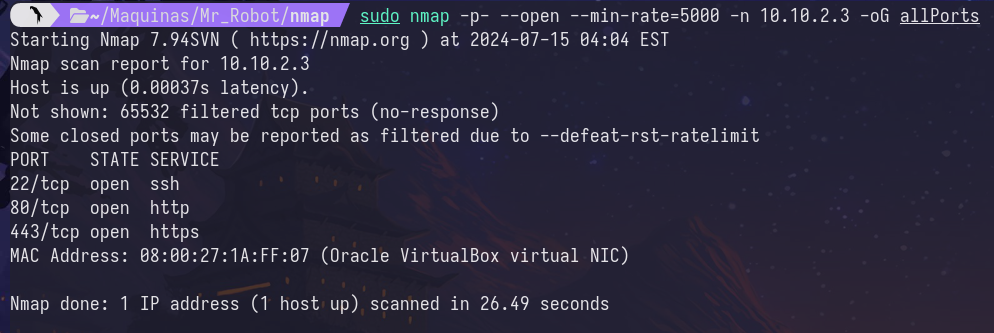 ~/Maquinas/Mr_Robot/nmap sudo nmap -p- --open --min-rate=5000 -n 10.10.2.3 -oG allPorts
Starting Nmap 7.94SVN ( https://nmap.org ) at 2024-07-15 04:04 EST
Nmap scan report for 10.10.2.3
Host is up (0.00037s latency).
Not shown: 65532 filtered tcp ports (no-response)
Some closed ports may be reported as filtered due to --defeat-rst-ratelimit
PORT    STATE SERVICE
22/tcp  open  ssh
80/tcp  open  http
443/tcp open  https
MAC Address: 08:00:27:1A:FF:07 (Oracle VirtualBox virtual NIC)
Nmap done: 1 IP address (1 host up) scanned in 26.49 seconds